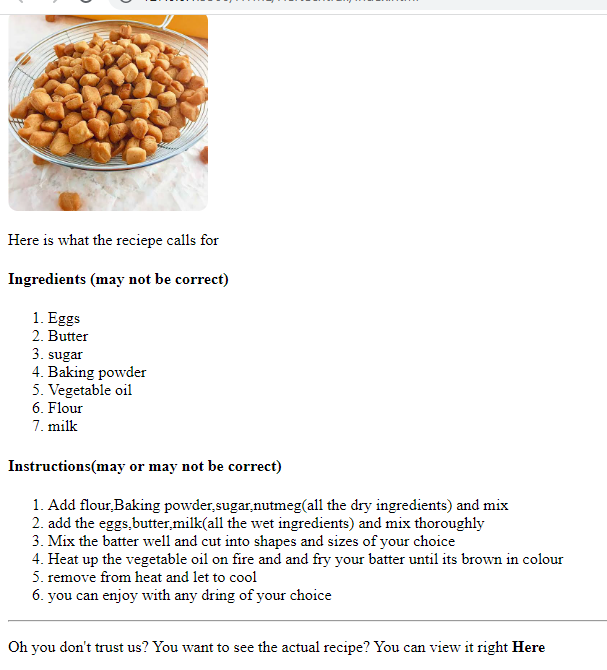 Here is what the reciepe calls for
Ingredients (may not be correct)
1. Eggs
2. Butter
3. sugar
4. Baking powder
5. Vegetable oil
6. Flour
7. milk
Instructions(may or may not be correct)
1. Add flour,Baking powder,sugar,nutmeg(all the dry ingredients) and mix
2. add the eggs,butter,milk(all the wet ingredients) and mix thoroughly
3. Mix the batter well and cut into shapes and sizes of your choice
4. Heat up the vegetable oil on fire and and fry your batter until its brown in colour
5. remove from heat and let to cool
6. you can enjoy with any dring of your choice
Oh you don't trust us? You want to see the actual recipe? You can view it right Here